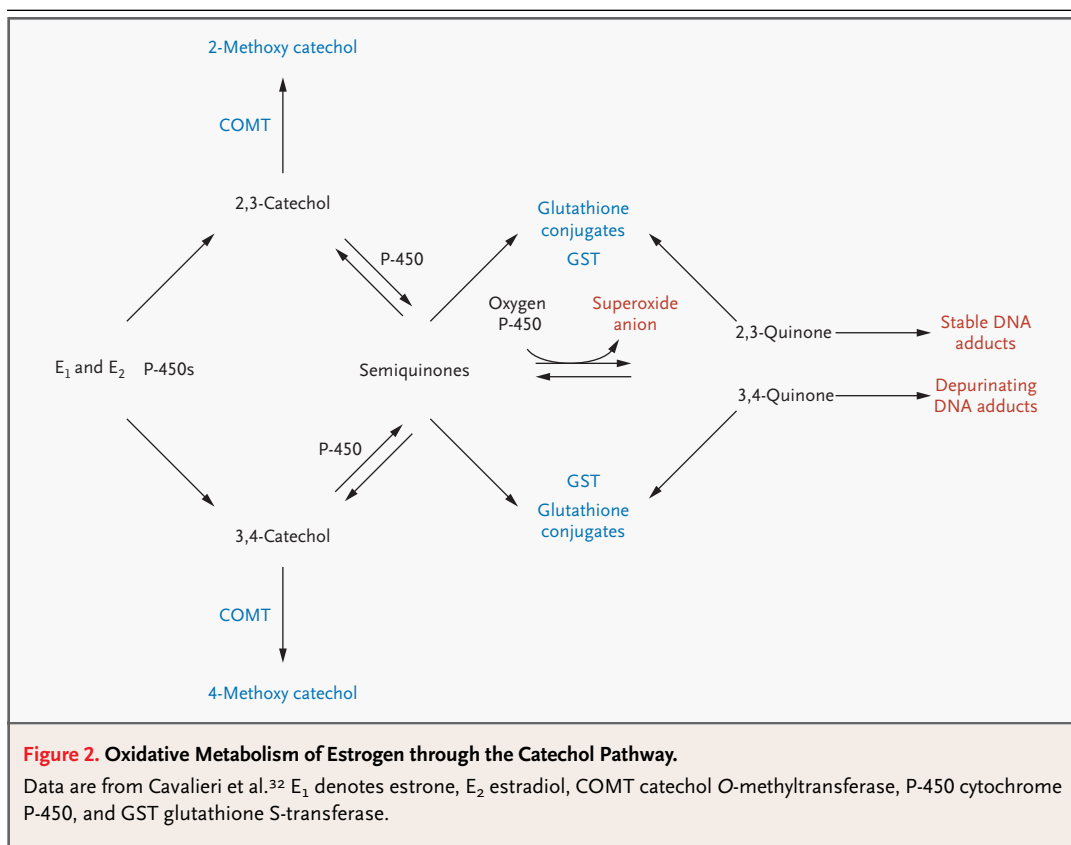 2-Methoxy catechol
COMT
2,3-Catechol
P-450
Glutathione
conjugates
GST
Oxygen
P-450
Superoxide
anion
2,3-Quinone
Stable DNA
adducts
E₁ and E₂ P-450s
Semiquinones
3,4-Quinone
Depurinating
DNA adducts
P-450
GST
Glutathione
conjugates
3,4-Catechol
COMT
4-Methoxy catechol
Figure 2. Oxidative Metabolism of Estrogen through the Catechol Pathway.
Data are from Cavalieri et al.³² E₁ denotes estrone, E₂ estradiol, COMT catechol O-methyltransferase, P-450 cytochrome
P-450, and GST glutathione S-transferase.